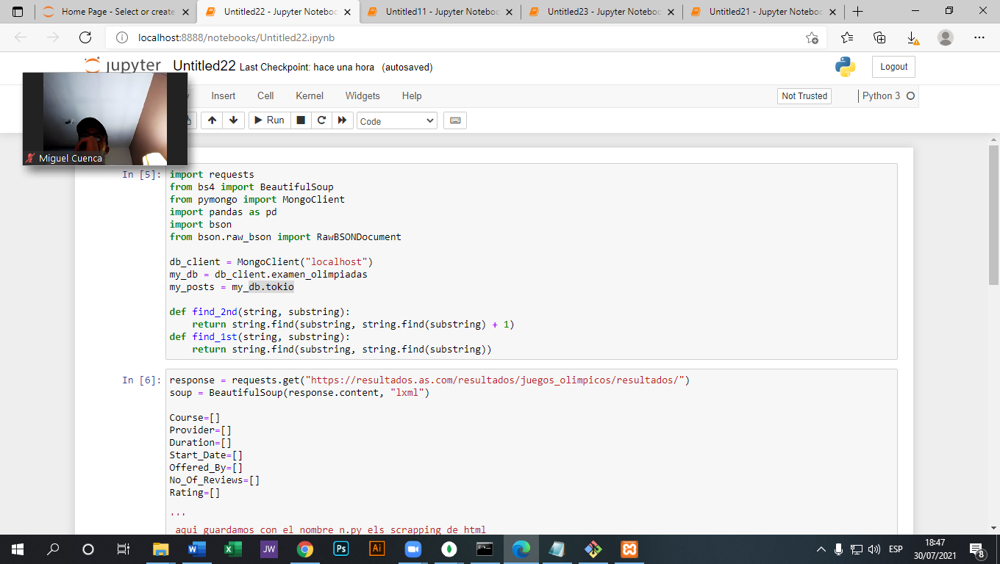 Home Page - Select or create
Untitled22 - Jupyter Noteboo
Untitled11 - Jupyter Noteboo
Untitled23 - Jupyter Noteboo
Untitled21 - Jupyter Noteboo
localhost:8888/notebooks/Untitled22.ipynb
jupyter Untitled22 Last Checkpoint: hace una hora (autosaved)
Logout
Insert Cell Kernel Widgets Help
Not Trusted
Python 3
Run
Code
Miguel Cuenca
In [5]: import requests
from bs4 import BeautifulSoup
from pymongo import MongoClient
import pandas as pd
import bson
from bson.raw_bson import RawBSONDocument
db_client = MongoClient("localhost")
my_db = db_client.examen_olimpiadas
my_posts = my_db.tokio
def find_2nd(string, substring):
return string.find(substring, string.find(substring) + 1)
def find_1st(string, substring):
return string.find(substring, string.find(substring))
In [6]: response = requests.get("https://resultados.as.com/resultados/juegos_olimpicos/resultados/")
soup = BeautifulSoup(response.content, "lxml")
Course=[]
Provider=[]
Duration=[]
Start_Date=[]
Offered_By=[]
No_Of_Reviews=[]
Rating=[]
'''
aqui guardamos con el nombre n.py els scrapping de html
JW
Ps
Ai
ESP
18:47
30/07/2021
8